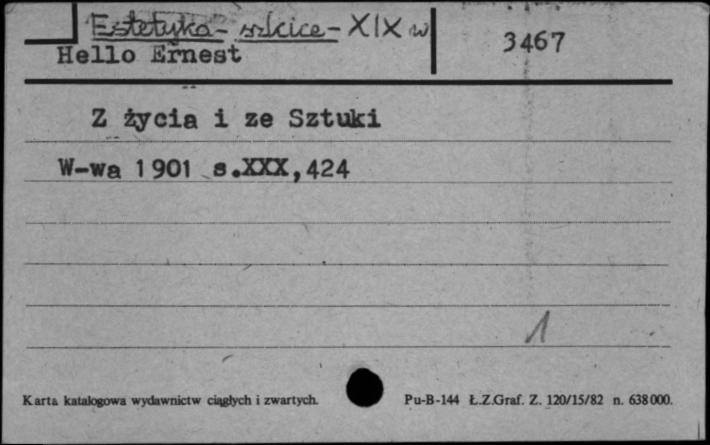 Estetyka - szkice - XIX w
Hello Ernest
3467
Z życia i ze Sztuki
W-wa 1901 s.XXX,424
1
Karta katalogowa wydawnictw ciągłych i zwartych.
Pu-B-144 Ł.Z.Graf. Z. 120/15/82 n. 638000.